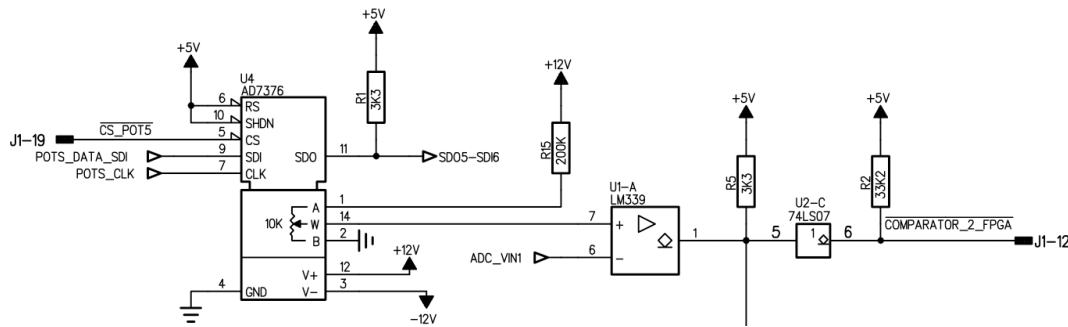 +5V
+5V
U4
AD7376
+12V
+5V
+5V
R1
3K3
6
RS
10
SHDN
J1-19
CS_POT5
5
CS
POTS_DATA_SDI
9
SDI
SDO
11
SDO5-SDI6
POTS_CLK
7
CLK
R15
200K
R5
3K3
R2
33K2
U1-A
LM339
A
1
10K
W
14
7
+
B
2
ADC_VIN1
6
-
1
U2-C
74LS07
5
1
6
COMPARATOR_2_FPGA
J1-12
V+
12
+12V
4
GND
V-
3
-12V